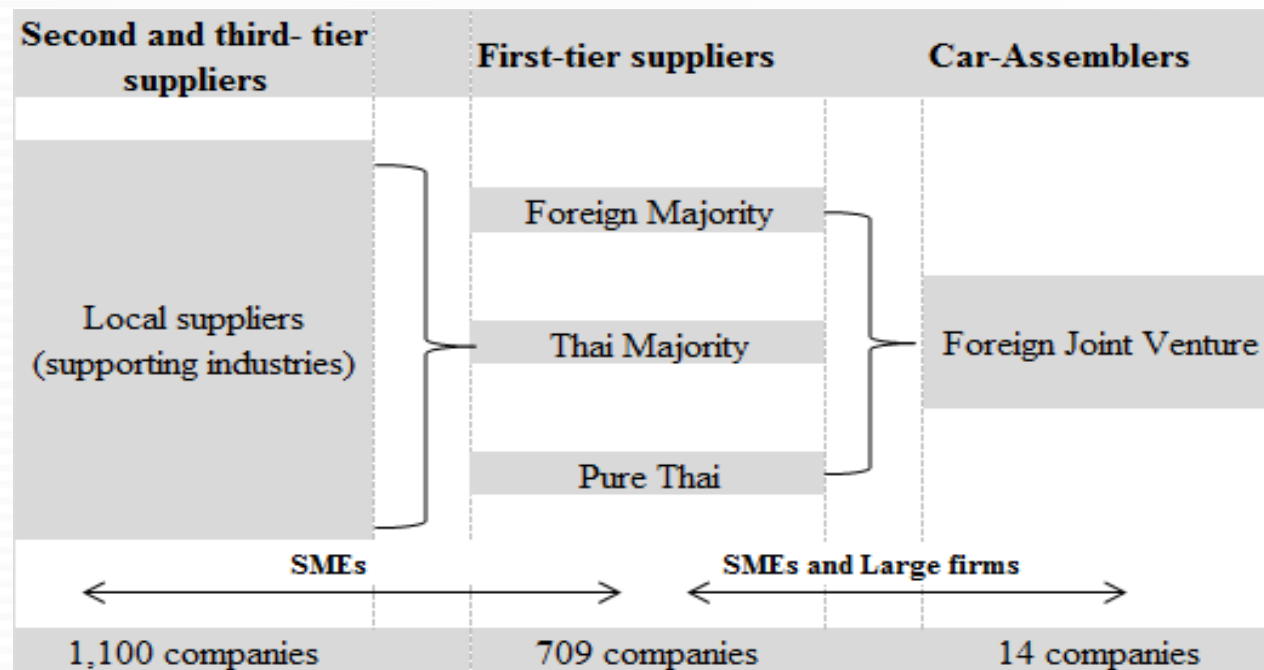 Second and third- tier
suppliers
First-tier suppliers
Car-Assemblers
Local suppliers
(supporting industries)
Foreign Majority
Thai Majority
Pure Thai
Foreign Joint Venture
SMEs
SMEs and Large firms
1,100 companies
709 companies
14 companies